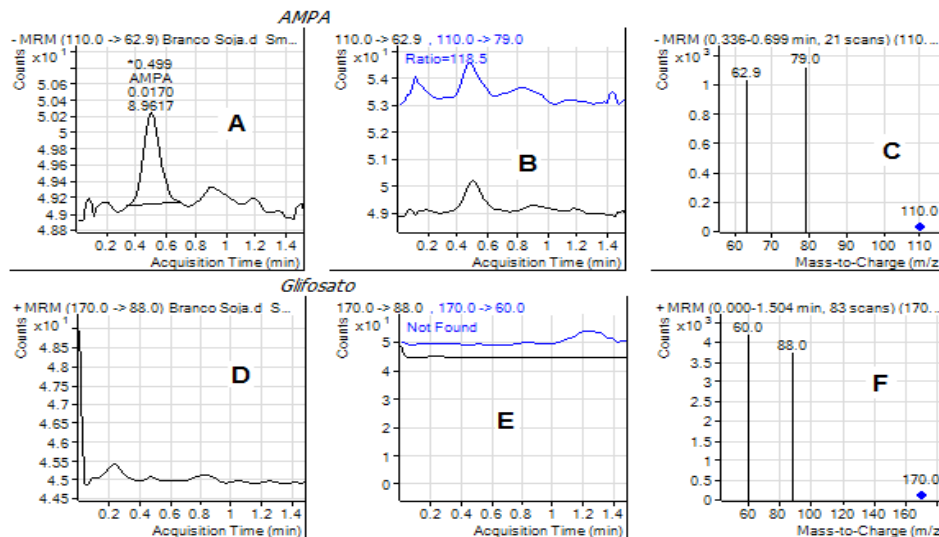 AMPA
- MRM (110.0 -> 62.9) Branco Soja.d Sm...
Counts
x10 1
*0.499
AMPA
0.0170
8.9617
A
5.06
5.04
5.02
5
4.98
4.96
4.94
4.92
4.9
4.88
0.2 0.4 0.6 0.8 1 1.2 1.4
Acquisition Time (min)
110.0 -> 62.9 , 110.0 -> 79.0
Counts
x10 1
Ratio=118.5
B
5.4
5.3
5.2
5.1
5
4.9
0.2 0.4 0.6 0.8 1 1.2 1.4
Acquisition Time (min)
- MRM (0.336-0.699 min, 21 scans) (110...
Counts
x10 3
62.9
79.0
C
110.0
1
0.8
0.6
0.4
0.2
0
60 70 80 90 100 110
Mass-to-Charge (m/z)
Glifosato
+ MRM (170.0 -> 88.0) Branco Soja.d S...
Counts
x10 1
D
4.85
4.8
4.75
4.7
4.65
4.6
4.55
4.5
4.45
0.2 0.4 0.6 0.8 1 1.2 1.4
Acquisition Time (min)
170.0 -> 88.0 , 170.0 -> 60.0
Counts
x10 1
Not Found
E
5
4
3
2
1
0
0.2 0.4 0.6 0.8 1 1.2 1.4
Acquisition Time (min)
+ MRM (0.000-1.504 min, 83 scans) (170...
Counts
x10 3
60.0
88.0
F
170.0
4
3.5
3
2.5
2
1.5
1
0.5
0
60 80 100 120 140 160
Mass-to-Charge (m/z)